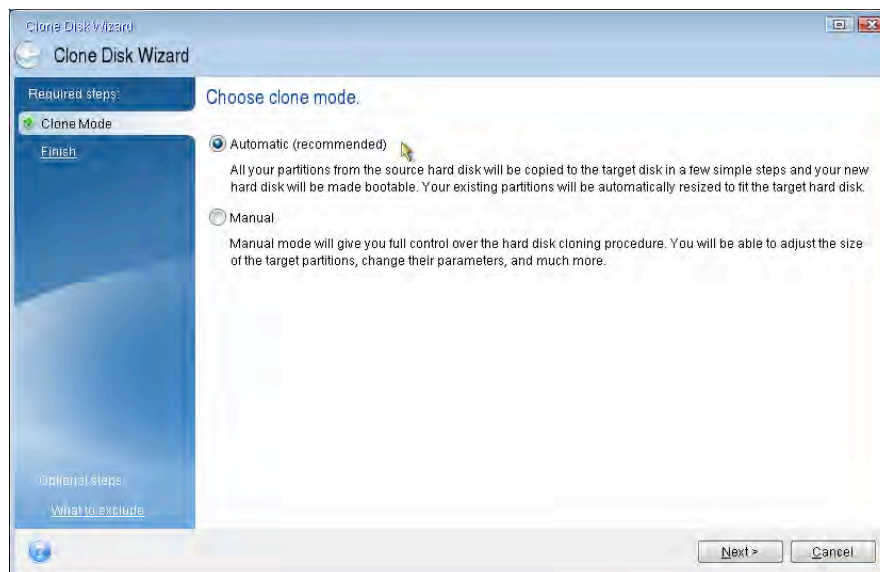 Clone Disk Wizard
Clone Disk Wizard
Required steps:
Clone Mode
Finish
Optional steps:
What to exclude
Choose clone mode.
Automatic (recommended)
All your partitions from the source hard disk will be copied to the target disk in a few simple steps and your new
hard disk will be made bootable. Your existing partitions will be automatically resized to fit the target hard disk.
Manual
Manual mode will give you full control over the hard disk cloning procedure. You will be able to adjust the size
of the target partitions, change their parameters, and much more.
Next >
Cancel